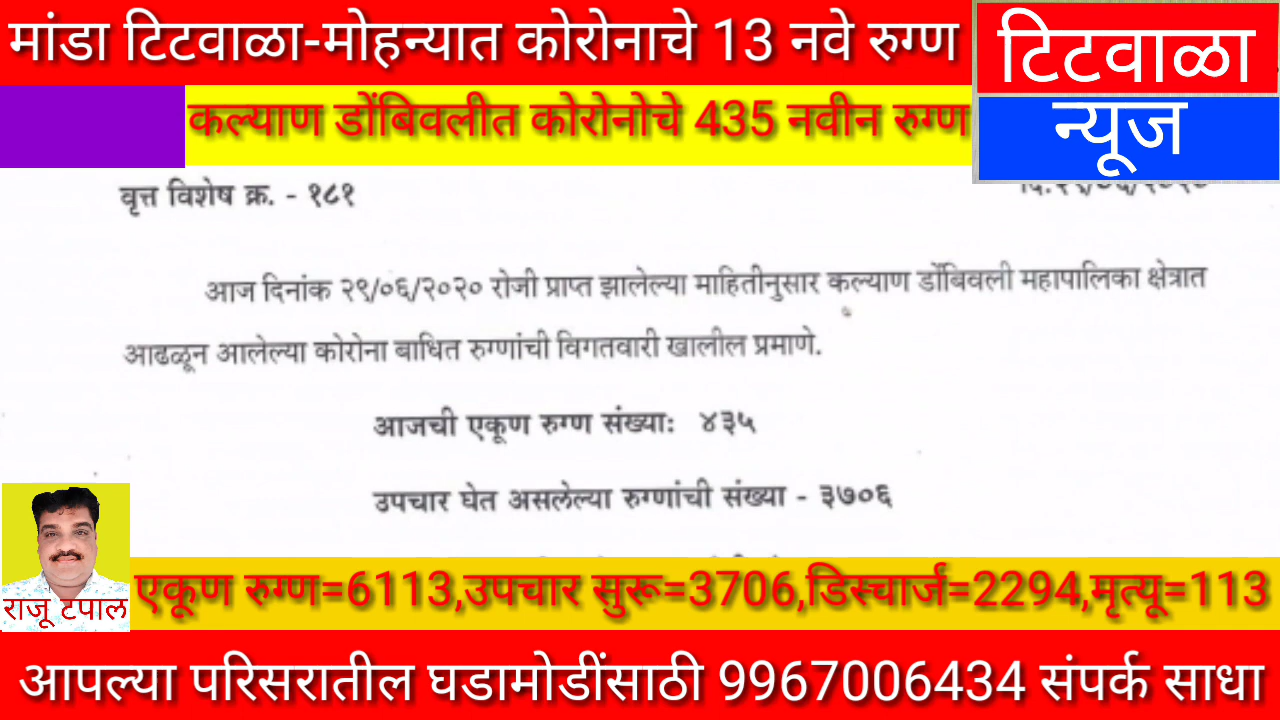 मांडा टिटवाळा-मोहन्यात कोरोनाचे 13 नवे रुग्ण
टिटवाळा
न्यूज
कल्याण डोंबिवलीत कोरोनोचे 435 नवीन रुग्ण
वृत्त विशेष क्र. - १८१
आज दिनांक २९/०६/२०२० रोजी प्राप्त झालेल्या माहितीनुसार कल्याण डोंबिवली महापालिका क्षेत्रात
आढळून आलेल्या कोरोना बाधित रुग्णांची विगतवारी खालील प्रमाणे.
आजची एकूण रुग्ण संख्याः ४३५
उपचार घेत असलेल्या रुग्णांची संख्या - ३७०६
राजू टपाल
एकूण रुग्ण=6113,उपचार सुरू=3706,डिस्चार्ज=2294,मृत्यू=113
आपल्या परिसरातील घडामोडींसाठी 9967006434 संपर्क साधा